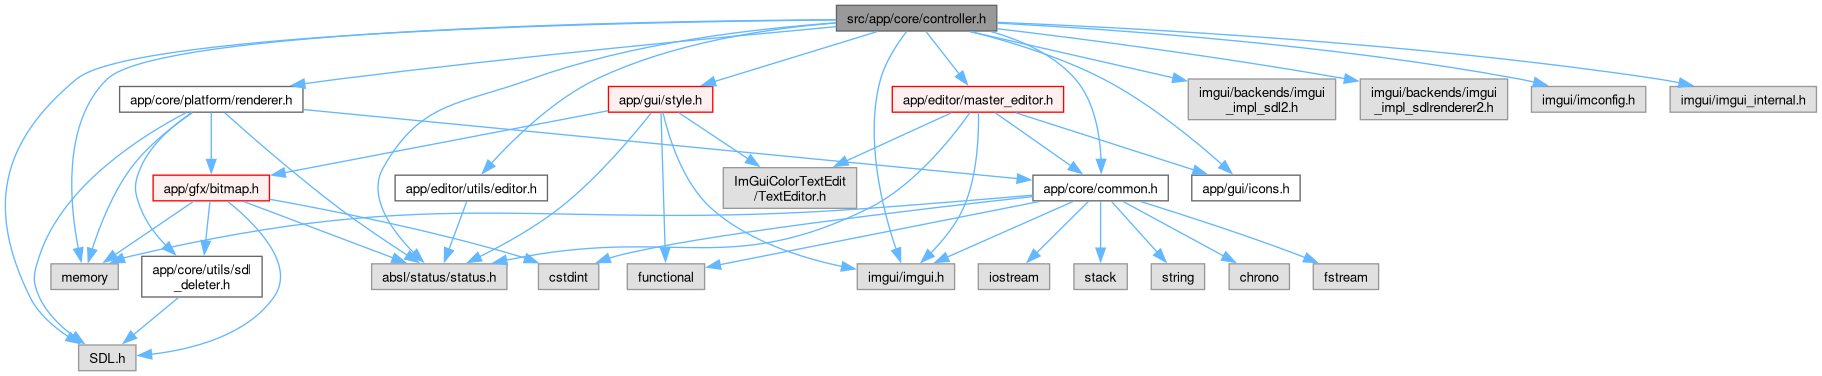 src/app/core/controller.h
app/core/platform/renderer.h
app/gui/style.h
app/editor/master_editor.h
imgui/backends/imgui
_impl_sdl2.h
imgui/backends/imgui
_impl_sdlrenderer2.h
imgui/imconfig.h
imgui/imgui_internal.h
app/gfx/bitmap.h
app/editor/utils/editor.h
ImGuiColorTextEdit
/TextEditor.h
app/core/common.h
app/gui/icons.h
memory
app/core/utils/sdl
_deleter.h
absl/status/status.h
cstdint
functional
imgui/imgui.h
iostream
stack
string
chrono
fstream
SDL.h